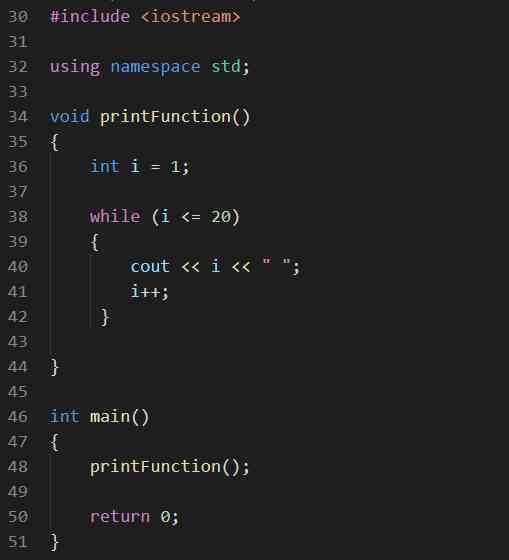 30 #include <iostream>
31
32 using namespace std;
33
34 void printFunction()
35 {
36     int i = 1;
37
38     while (i <= 20)
39     {
40         cout << i << " ";
41         i++;
42      }
43
44 }
45
46 int main()
47 {
48     printFunction();
49
50     return 0;
51 }